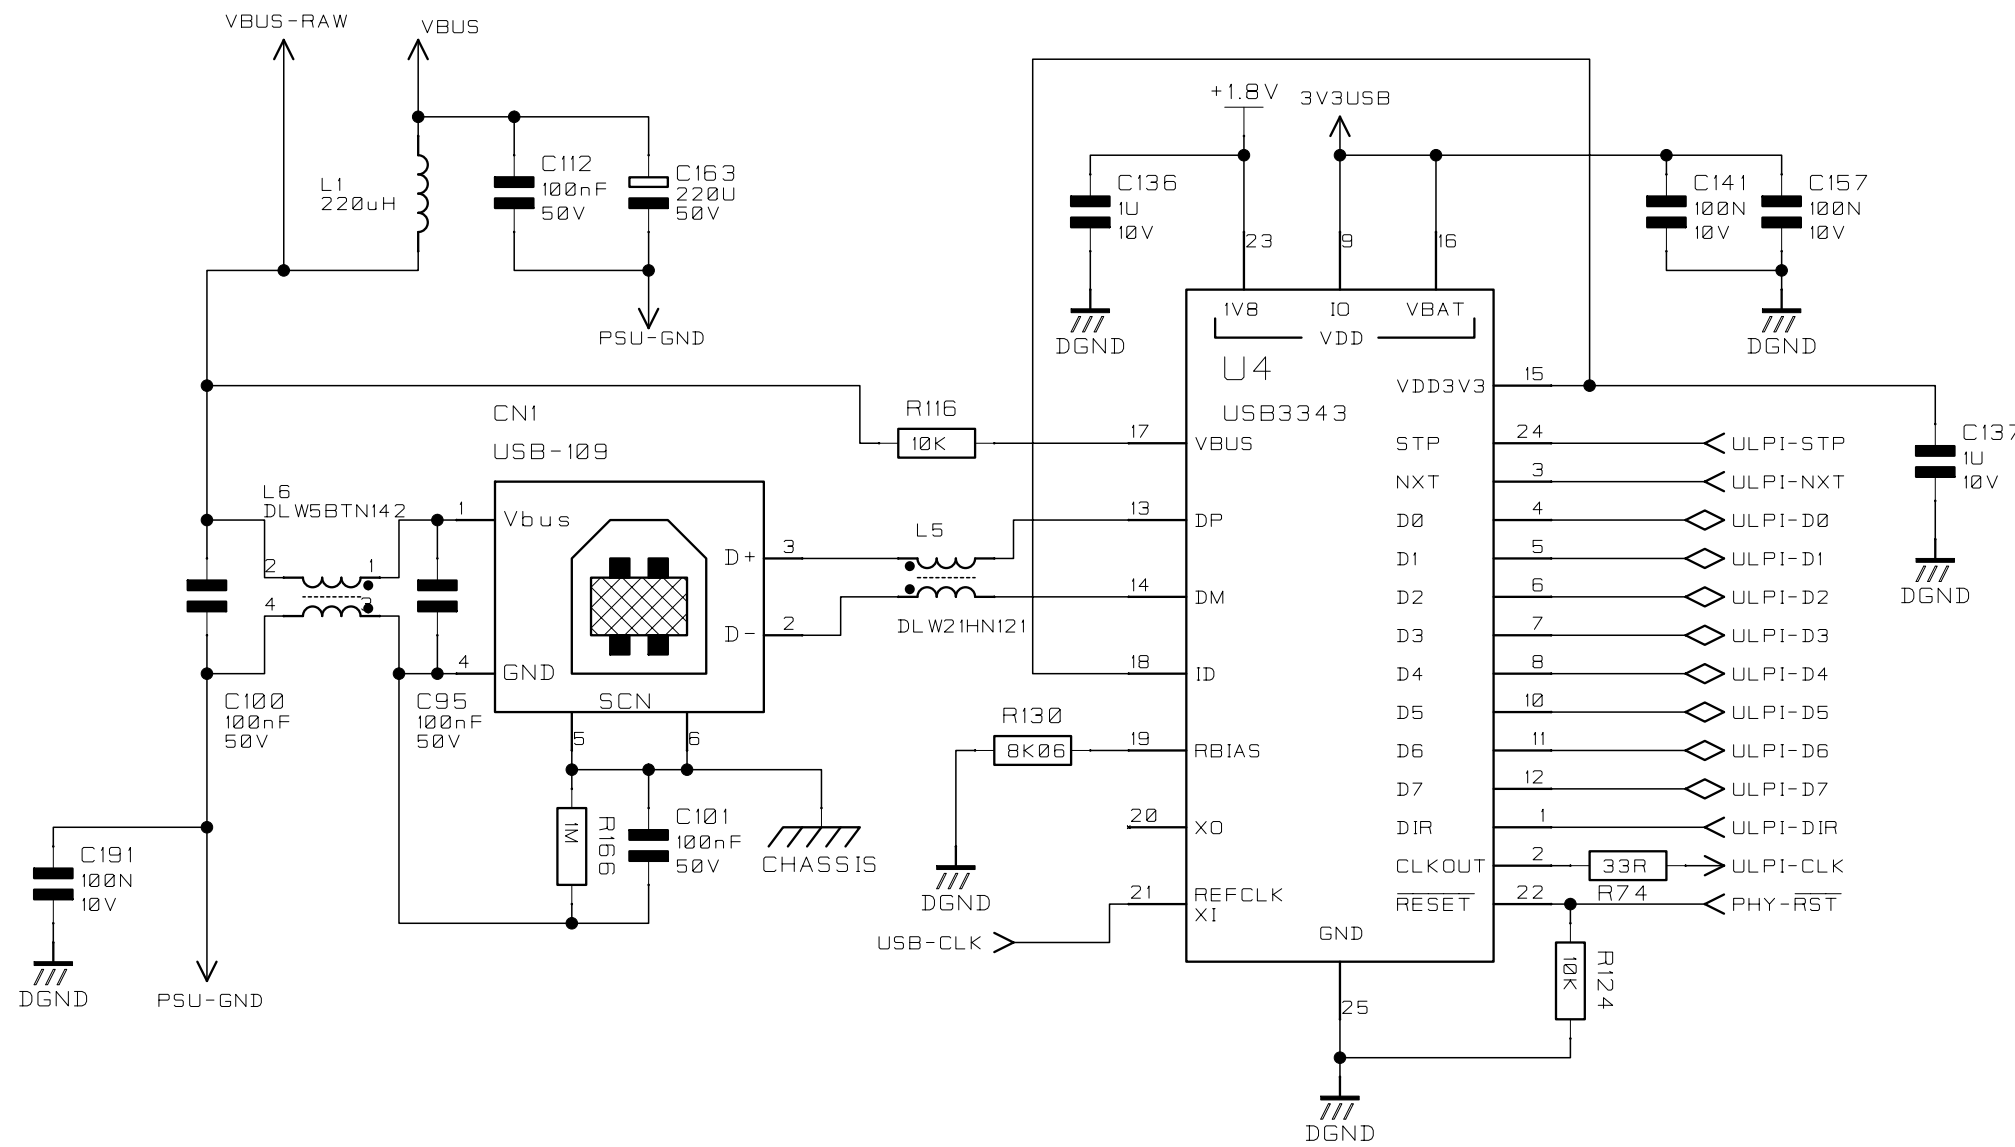 VBUS-RAW
VBUS
L1
220uH
C112
100nF
50V
C163
220U
50V
PSU-GND
+1.8V
3V3USB
C136
1U
10V
DGND
C141
100N
10V
C157
100N
10V
DGND
23
9
16
1V8
IO
VBAT
VDD
U4
USB3343
VDD3V3
15
CN1
USB-109
R116
10K
17
VBUS
STP
24
ULPI-STP
C137
1U
10V
DGND
NXT
3
ULPI-NXT
L6
DLW5BTN142
2
1
4
3
1
Vbus
D+
3
D-
2
4
GND
SCN
5
6
L5
DLW21HN121
13
DP
14
DM
18
ID
D0
4
ULPI-D0
D1
5
ULPI-D1
D2
6
ULPI-D2
D3
7
ULPI-D3
D4
8
ULPI-D4
D5
10
ULPI-D5
D6
11
ULPI-D6
D7
12
ULPI-D7
C100
100nF
50V
C95
100nF
50V
R130
8K06
19
RBIAS
DGND
20
XO
DIR
1
ULPI-DIR
CLKOUT
2
33R
R74
ULPI-CLK
R166
1M
C101
100nF
50V
CHASSIS
C191
100N
10V
DGND
PSU-GND
21
REFCLK
XI
USB-CLK
RESET
22
PHY-RST
GND
25
R124
10K
DGND